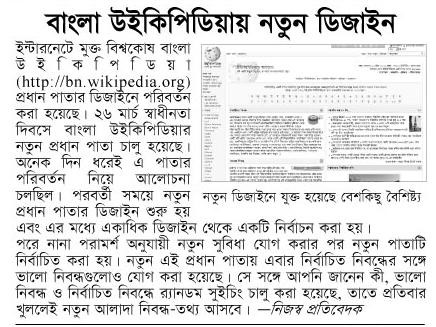 বাংলা উইকিপিডিয়ায় নতুন ডিজাইন
ইন্টারনেটে মুক্ত বিশ্বকোষ বাংলা
উইকিপিডিয়া
(http://bn.wikipedia.org)
প্রধান পাতার ডিজাইনে পরিবর্তন
করা হয়েছে। ২৬ মার্চ স্বাধীনতা
দিবসে বাংলা উইকিপিডিয়ার
নতুন প্রধান পাতা চালু হয়েছে।
অনেক দিন ধরেই এ পাতার
পরিবর্তন নিয়ে আলোচনা
চলছিল। পরবর্তী সময়ে নতুন
প্রধান পাতার ডিজাইন শুরু হয়
নতুন ডিজাইনে যুক্ত হয়েছে বেশকিছু বৈশিষ্ট্য
এবং এর মধ্যে একাধিক ডিজাইন থেকে একটি নির্বাচন করা হয়।
পরে নানা পরামর্শ অনুযায়ী নতুন সুবিধা যোগ করার পর নতুন পাতাটি
নির্বাচিত করা হয়। নতুন এই প্রধান পাতায় এবার নির্বাচিত নিবন্ধের সঙ্গে
ভালো নিবন্ধগুলোও যোগ করা হয়েছে। সে সঙ্গে আপনি জানেন কী, ভালো
নিবন্ধ ও নির্বাচিত নিবন্ধে র‍্যানডম সুইচিং চালু করা হয়েছে, তাতে প্রতিবার
খুললেই নতুন আলাদা নিবন্ধ-তথ্য আসবে। —নিজস্ব প্রতিবেদক